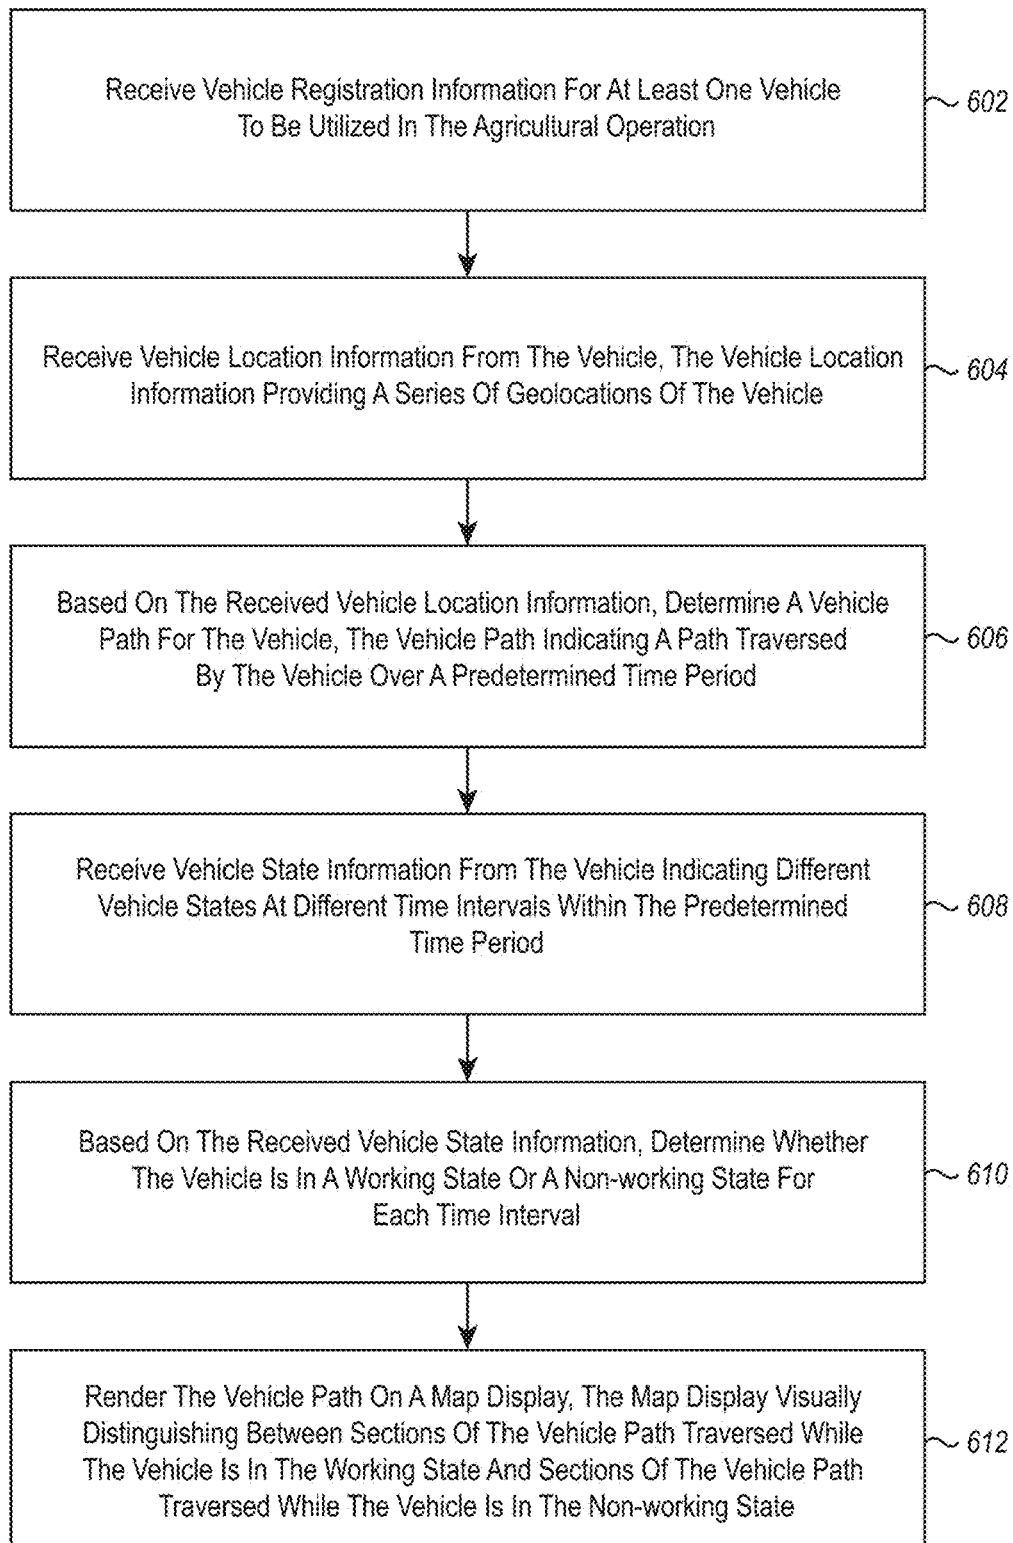 Receive Vehicle Registration Information For At Least One Vehicle
To Be Utilized In The Agricultural Operation
602
Receive Vehicle Location Information From The Vehicle, The Vehicle Location
Information Providing A Series Of Geolocations Of The Vehicle
604
Based On The Received Vehicle Location Information, Determine A Vehicle
Path For The Vehicle, The Vehicle Path Indicating A Path Traversed
By The Vehicle Over A Predetermined Time Period
606
Receive Vehicle State Information From The Vehicle Indicating Different
Vehicle States At Different Time Intervals Within The Predetermined
Time Period
608
Based On The Received Vehicle State Information, Determine Whether
The Vehicle Is In A Working State Or A Non-working State For
Each Time Interval
610
Render The Vehicle Path On A Map Display, The Map Display Visually
Distinguishing Between Sections Of The Vehicle Path Traversed While
The Vehicle Is In The Working State And Sections Of The Vehicle Path
Traversed While The Vehicle Is In The Non-working State
612